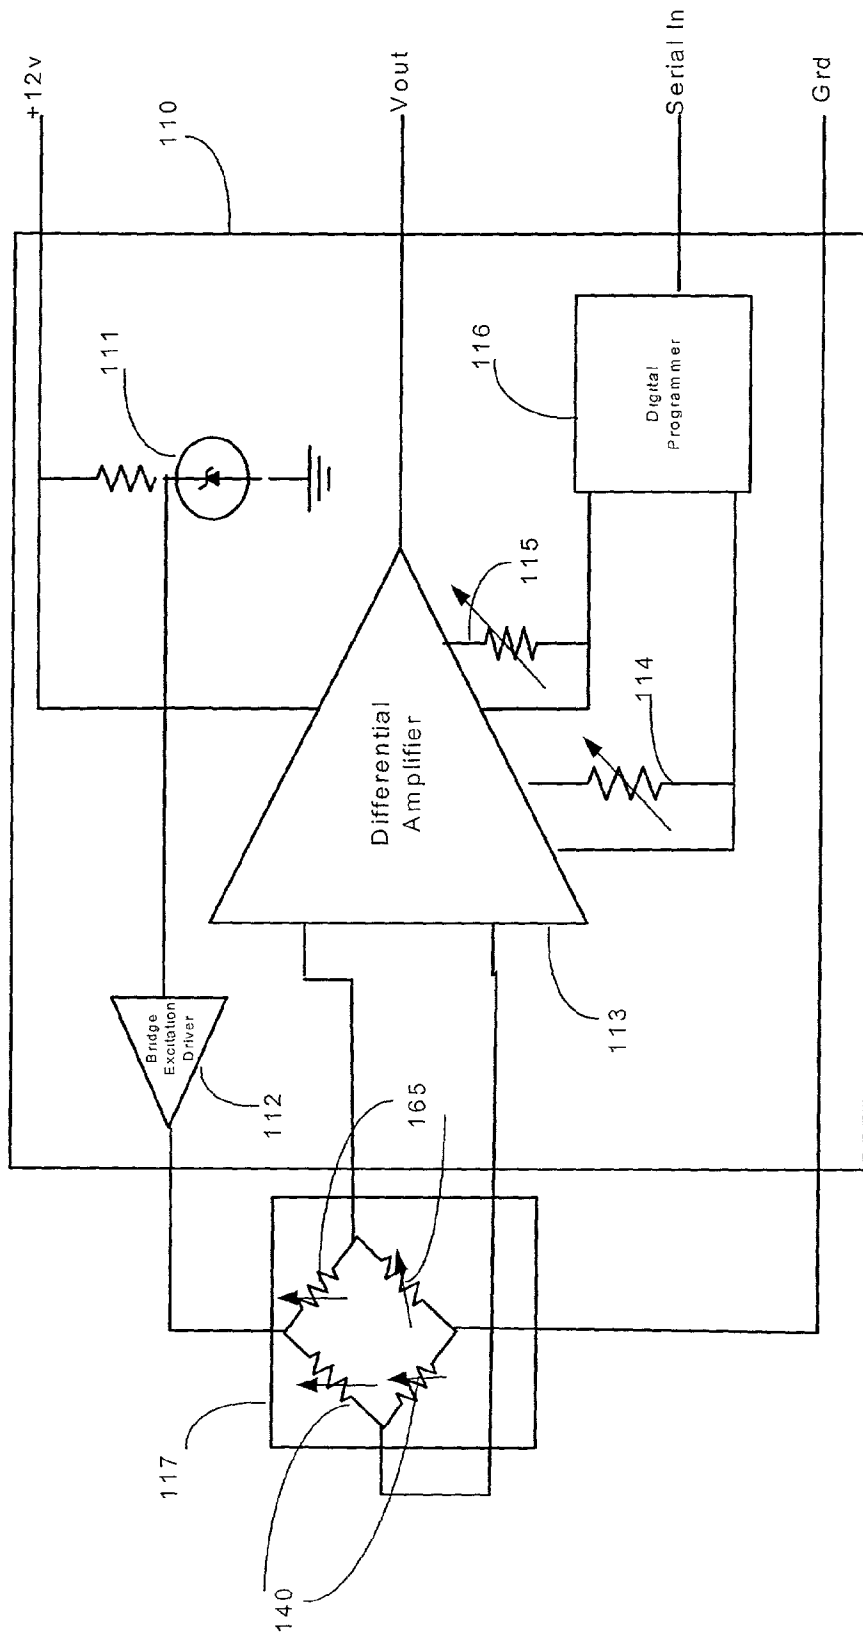 +12v
Vout
Serial In
Grd
110
111
116
Digital
Programmer
115
114
Differential
Amplifier
113
Bridge
Excitation
Driver
112
165
117
140